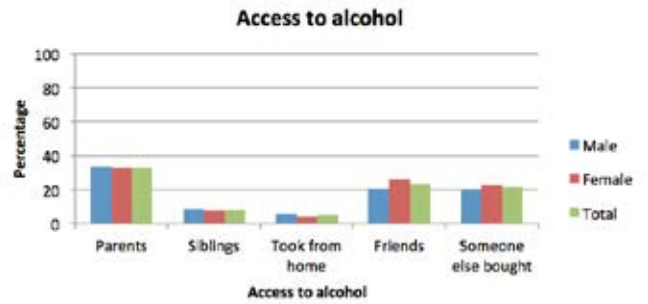 Access to alcohol
100
80
60
40
20
0
Percentage
Parents
Siblings
Took from
home
Friends
Someone
else bought
Access to alcohol
Male
Female
Total